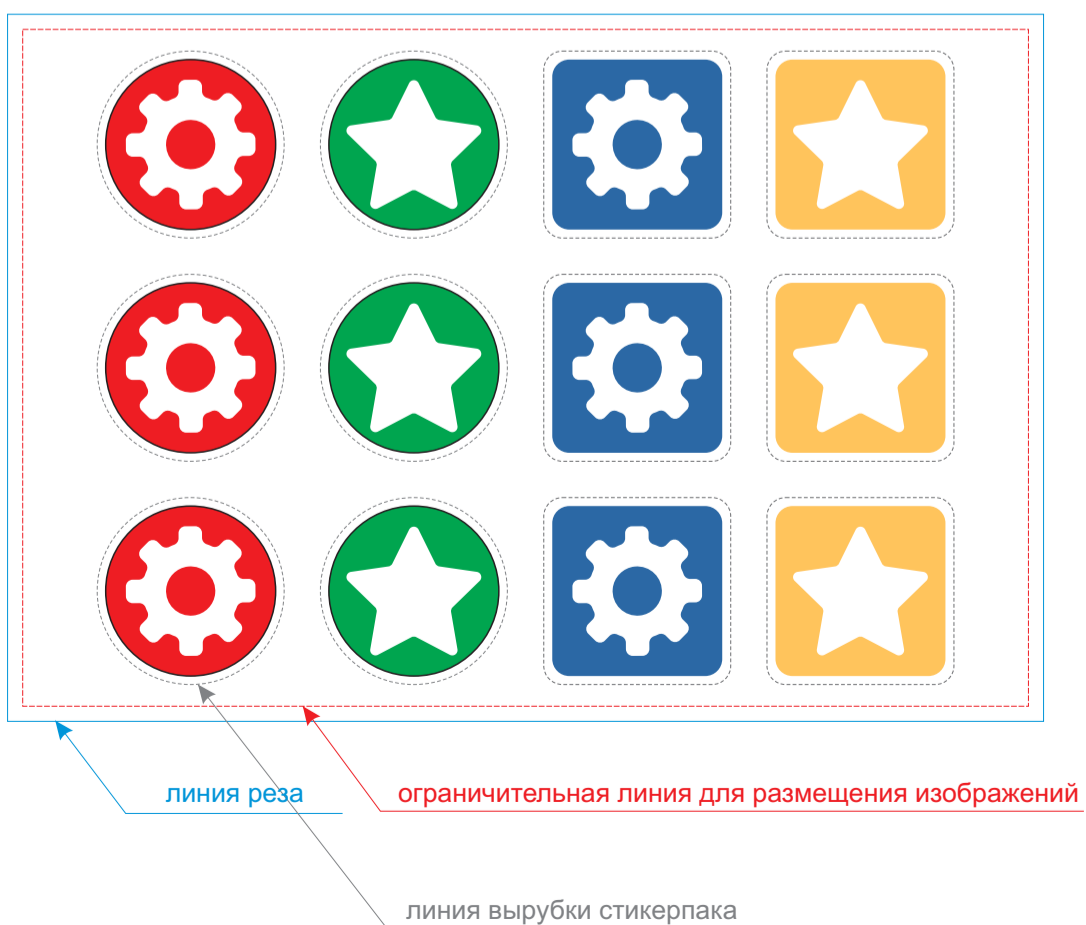 линия реза
ограничительная линия для размещения изображений
линия вырубки стикерпака